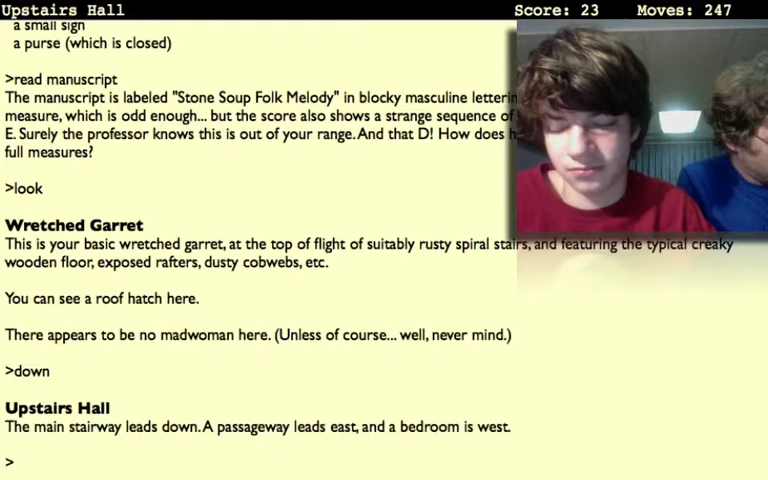 Upstairs Hall Score: 23 Moves: 247
a small sign
a purse (which is closed)
>read manuscript
The manuscript is labeled "Stone Soup Folk Melody" in blocky masculine
measure, which is odd enough... but the score also shows a strange sequence of
E. Surely the professor knows this is out of your range. And that D! How does
full measures?
>look
Wretched Garret
This is your basic wretched garret, at the top of flight of suitably rusty spiral stairs, and featuring the typical creaky
wooden floor, exposed rafters, dusty cobwebs, etc.
You can see a roof hatch here.
There appears to be no madwoman here. (Unless of course... well, never mind.)
>down
Upstairs Hall
The main stairway leads down. A passageway leads east, and a bedroom is west.
>